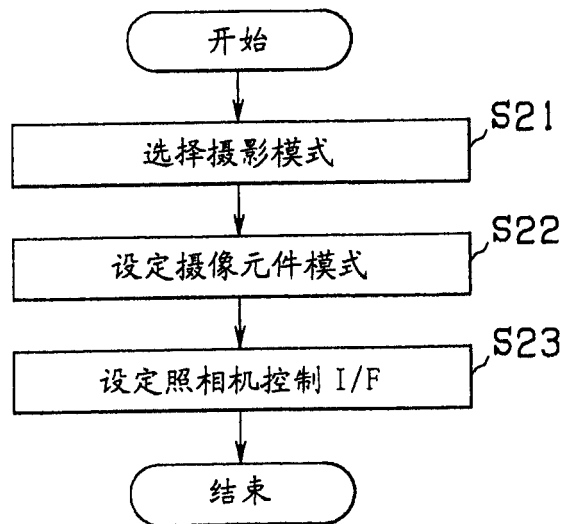 开始
S21
选择摄影模式
S22
设定摄像元件模式
S23
设定照相机控制 I/F
结束